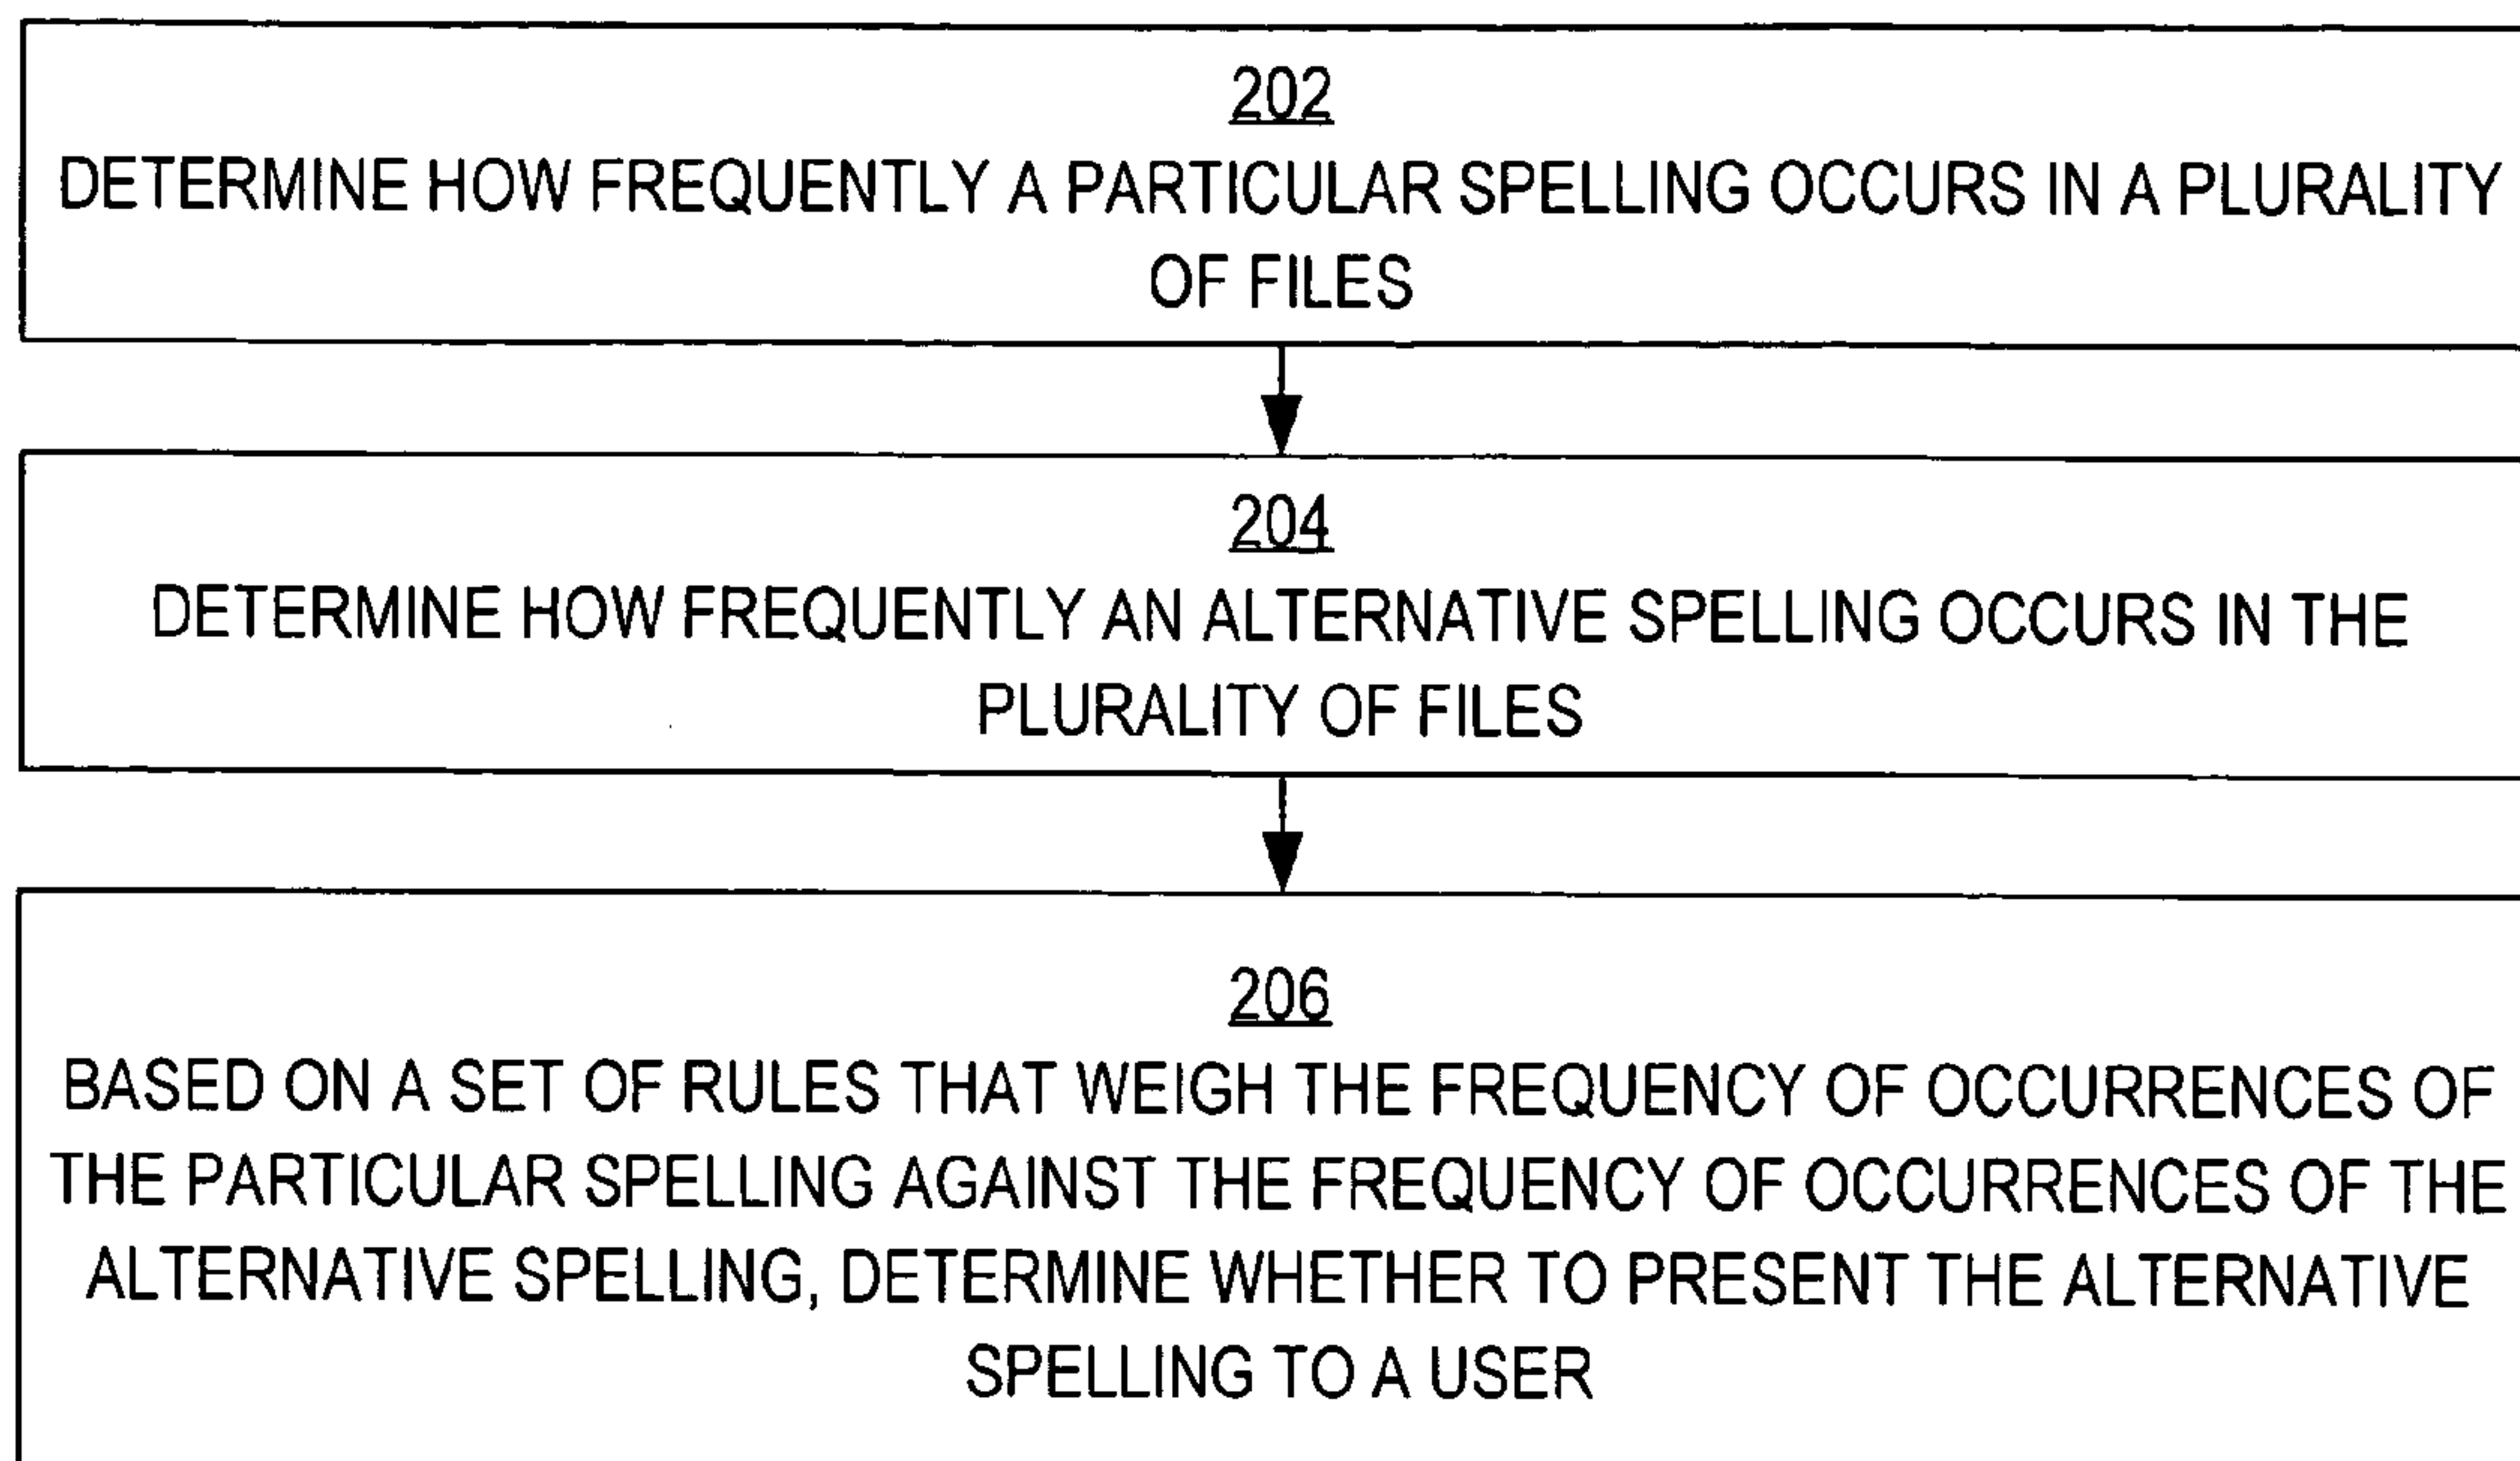 202
DETERMINE HOW FREQUENTLY A PARTICULAR SPELLING OCCURS IN A PLURALITY
OF FILES
204
DETERMINE HOW FREQUENTLY AN ALTERNATIVE SPELLING OCCURS IN THE
PLURALITY OF FILES
206
BASED ON A SET OF RULES THAT WEIGH THE FREQUENCY OF OCCURRENCES OF
THE PARTICULAR SPELLING AGAINST THE FREQUENCY OF OCCURRENCES OF THE
ALTERNATIVE SPELLING, DETERMINE WHETHER TO PRESENT THE ALTERNATIVE
SPELLING TO A USER